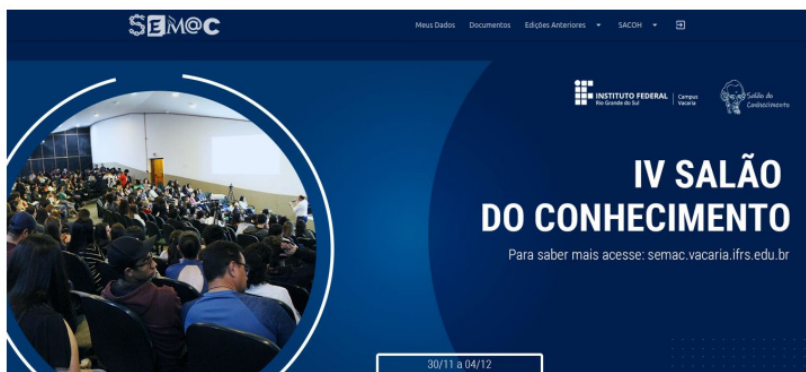 SEM@C
Meus Dados Documentos Edições Anteriores SACOH
INSTITUTO FEDERAL
Rio Grande do Sul
Campus
Vacaria
Salão do
Conhecimento
IV SALÃO
DO CONHECIMENTO
Para saber mais acesse: semac.vacaria.ifrs.edu.br
30/11 a 04/12